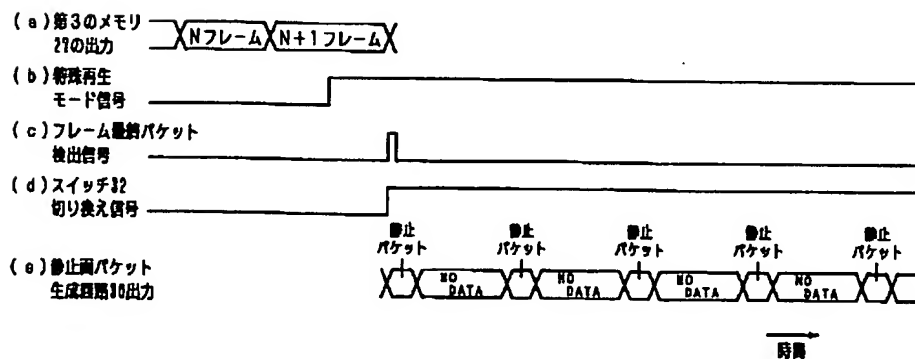 (a)第3のメモリ
27の出力
Nフレーム
N+1フレーム
(b)特殊再生
モード信号
(c)フレーム最終パケット
検出信号
(d)スイッチ32
切り換え信号
静止
パケット
静止
パケット
静止
パケット
静止
パケット
静止
パケット
(e)静止画パケット
生成回路30出力
NO
DATA
NO
DATA
NO
DATA
NO
DATA
時間